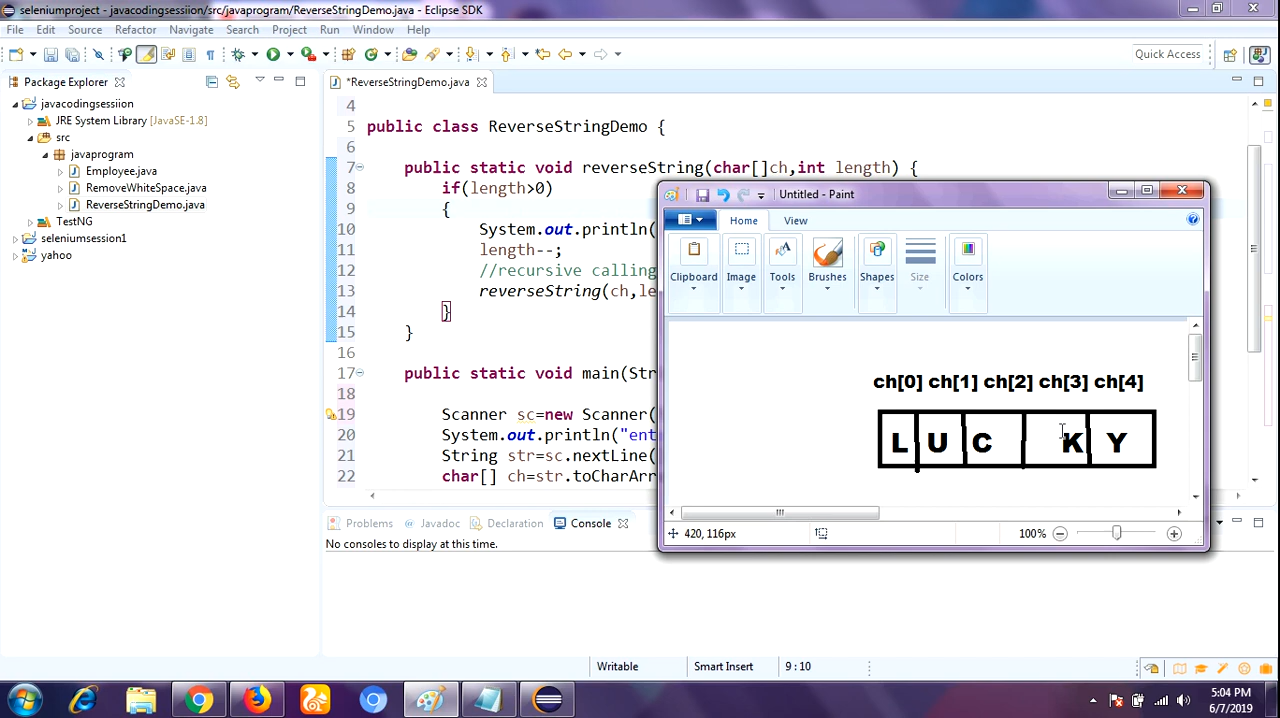 seleniumproject - javacodingsessiion/src/javaprogram/ReverseStringDemo.java - Eclipse SDK
File Edit Source Refactor Navigate Search Project Run Window Help
Quick Access
Package Explorer
javacodingsessiion
JRE System Library [JavaSE-1.8]
src
javaprogram
Employee.java
RemoveWhiteSpace.java
ReverseStringDemo.java
TestNG
seleniumsession1
yahoo
*ReverseStringDemo.java
4
5 public class ReverseStringDemo {
6
7 public static void reverseString(char[]ch,int length) {
8 if(length>0)
9 {
10 System.out.println(
11 length--;
12 //recursive calling
13 reverseString(ch,le
14 }
15 }
16
17 public static void main(Str
18
19 Scanner sc=new Scanner(
20 System.out.println("ent
21 String str=sc.nextLine(
22 char[] ch=str.toCharArr
Untitled - Paint
Home View
Clipboard Image Tools Brushes Shapes Size Colors
ch[0] ch[1] ch[2] ch[3] ch[4]
L U C K Y
420, 116px
100%
Problems Javadoc Declaration Console
No consoles to display at this time.
Writable Smart Insert 9 : 10
5:04 PM
6/7/2019